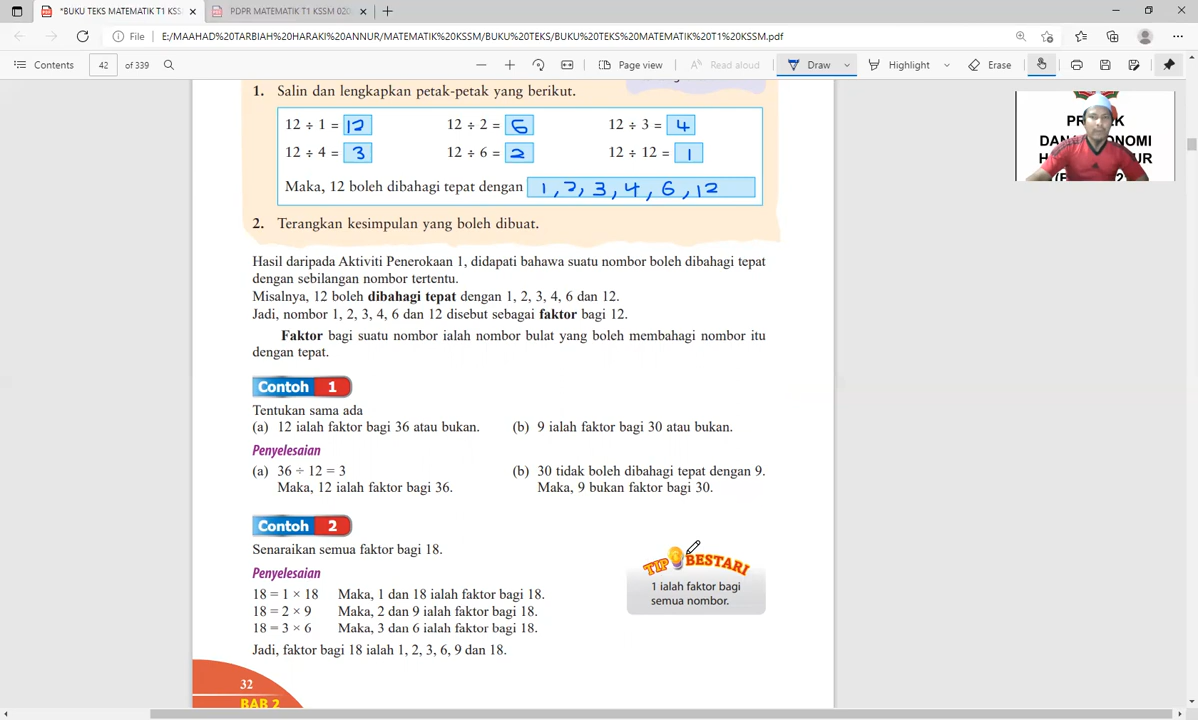 *BUKU TEKS MATEMATIK T1 KSS
PDPR MATEMATIK T1 KSSM 020
File
E:/MAAHAD%20TARBIAH%20HARAKI%20ANNUR/MATEMATIK%20KSSM/BUKU%20TEKS/BUKU%20TEKS%20MATEMATIK%20T1%20KSSM.pdf
Contents
42 of 339
Page view
Read aloud
Draw
Highlight
Erase
1. Salin dan lengkapkan petak-petak yang berikut.
12 ÷ 1 = 12 12 ÷ 2 = 6 12 ÷ 3 = 4
12 ÷ 4 = 3 12 ÷ 6 = 2 12 ÷ 12 = 1
Maka, 12 boleh dibahagi tepat dengan 1, 2, 3, 4, 6, 12
2. Terangkan kesimpulan yang boleh dibuat.
Hasil daripada Aktiviti Penerokaan 1, didapati bahawa suatu nombor boleh dibahagi tepat
dengan sebilangan nombor tertentu.
Misalnya, 12 boleh dibahagi tepat dengan 1, 2, 3, 4, 6 dan 12.
Jadi, nombor 1, 2, 3, 4, 6 dan 12 disebut sebagai faktor bagi 12.
Faktor bagi suatu nombor ialah nombor bulat yang boleh membahagi nombor itu
dengan tepat.
Contoh 1
Tentukan sama ada
(a) 12 ialah faktor bagi 36 atau bukan. (b) 9 ialah faktor bagi 30 atau bukan.
Penyelesaian
(a) 36 ÷ 12 = 3 (b) 30 tidak boleh dibahagi tepat dengan 9.
Maka, 12 ialah faktor bagi 36. Maka, 9 bukan faktor bagi 30.
Contoh 2
Senaraikan semua faktor bagi 18.
Penyelesaian
18 = 1 × 18 Maka, 1 dan 18 ialah faktor bagi 18.
18 = 2 × 9 Maka, 2 dan 9 ialah faktor bagi 18.
18 = 3 × 6 Maka, 3 dan 6 ialah faktor bagi 18.
Jadi, faktor bagi 18 ialah 1, 2, 3, 6, 9 dan 18.
TIP BESTARI
1 ialah faktor bagi
semua nombor.
32
BAB 2